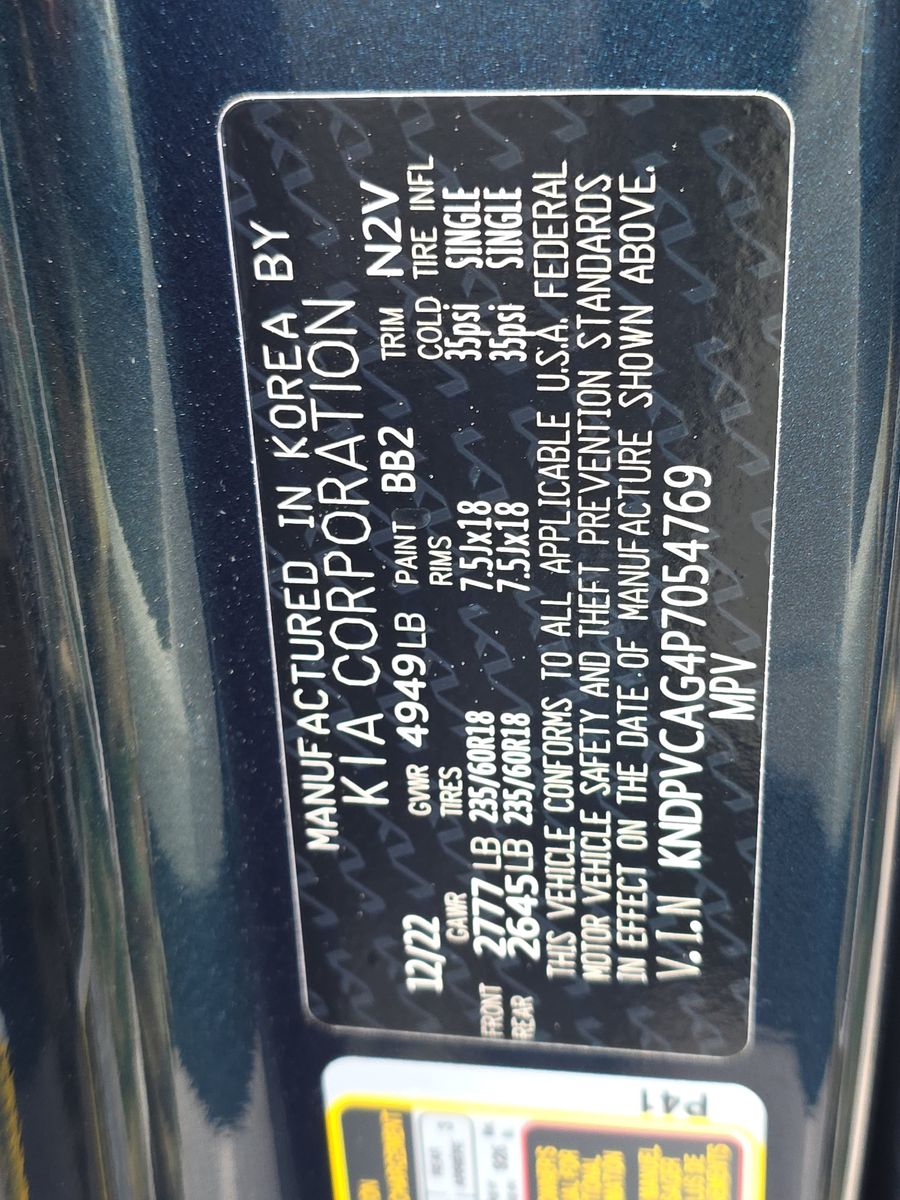 MANUFACTURED IN KOREA BY
KIA CORPORATION
12/22 GVWR 4949LB PAINT BB2 TRIM N2V
GAWR TIRES RIMS COLD TIRE INFL
FRONT 2777 LB 235/60R18 7.5Jx18 35psi SINGLE
REAR 2645LB 235/60R18 7.5Jx18 35psi SINGLE
THIS VEHICLE CONFORMS TO ALL APPLICABLE U.S.A. FEDERAL
MOTOR VEHICLE SAFETY AND THEFT PREVENTION STANDARDS
IN EFFECT ON THE DATE OF MANUFACTURE SHOWN ABOVE.
V.I.N KNDPVCAG4P7054769
MPV
P41